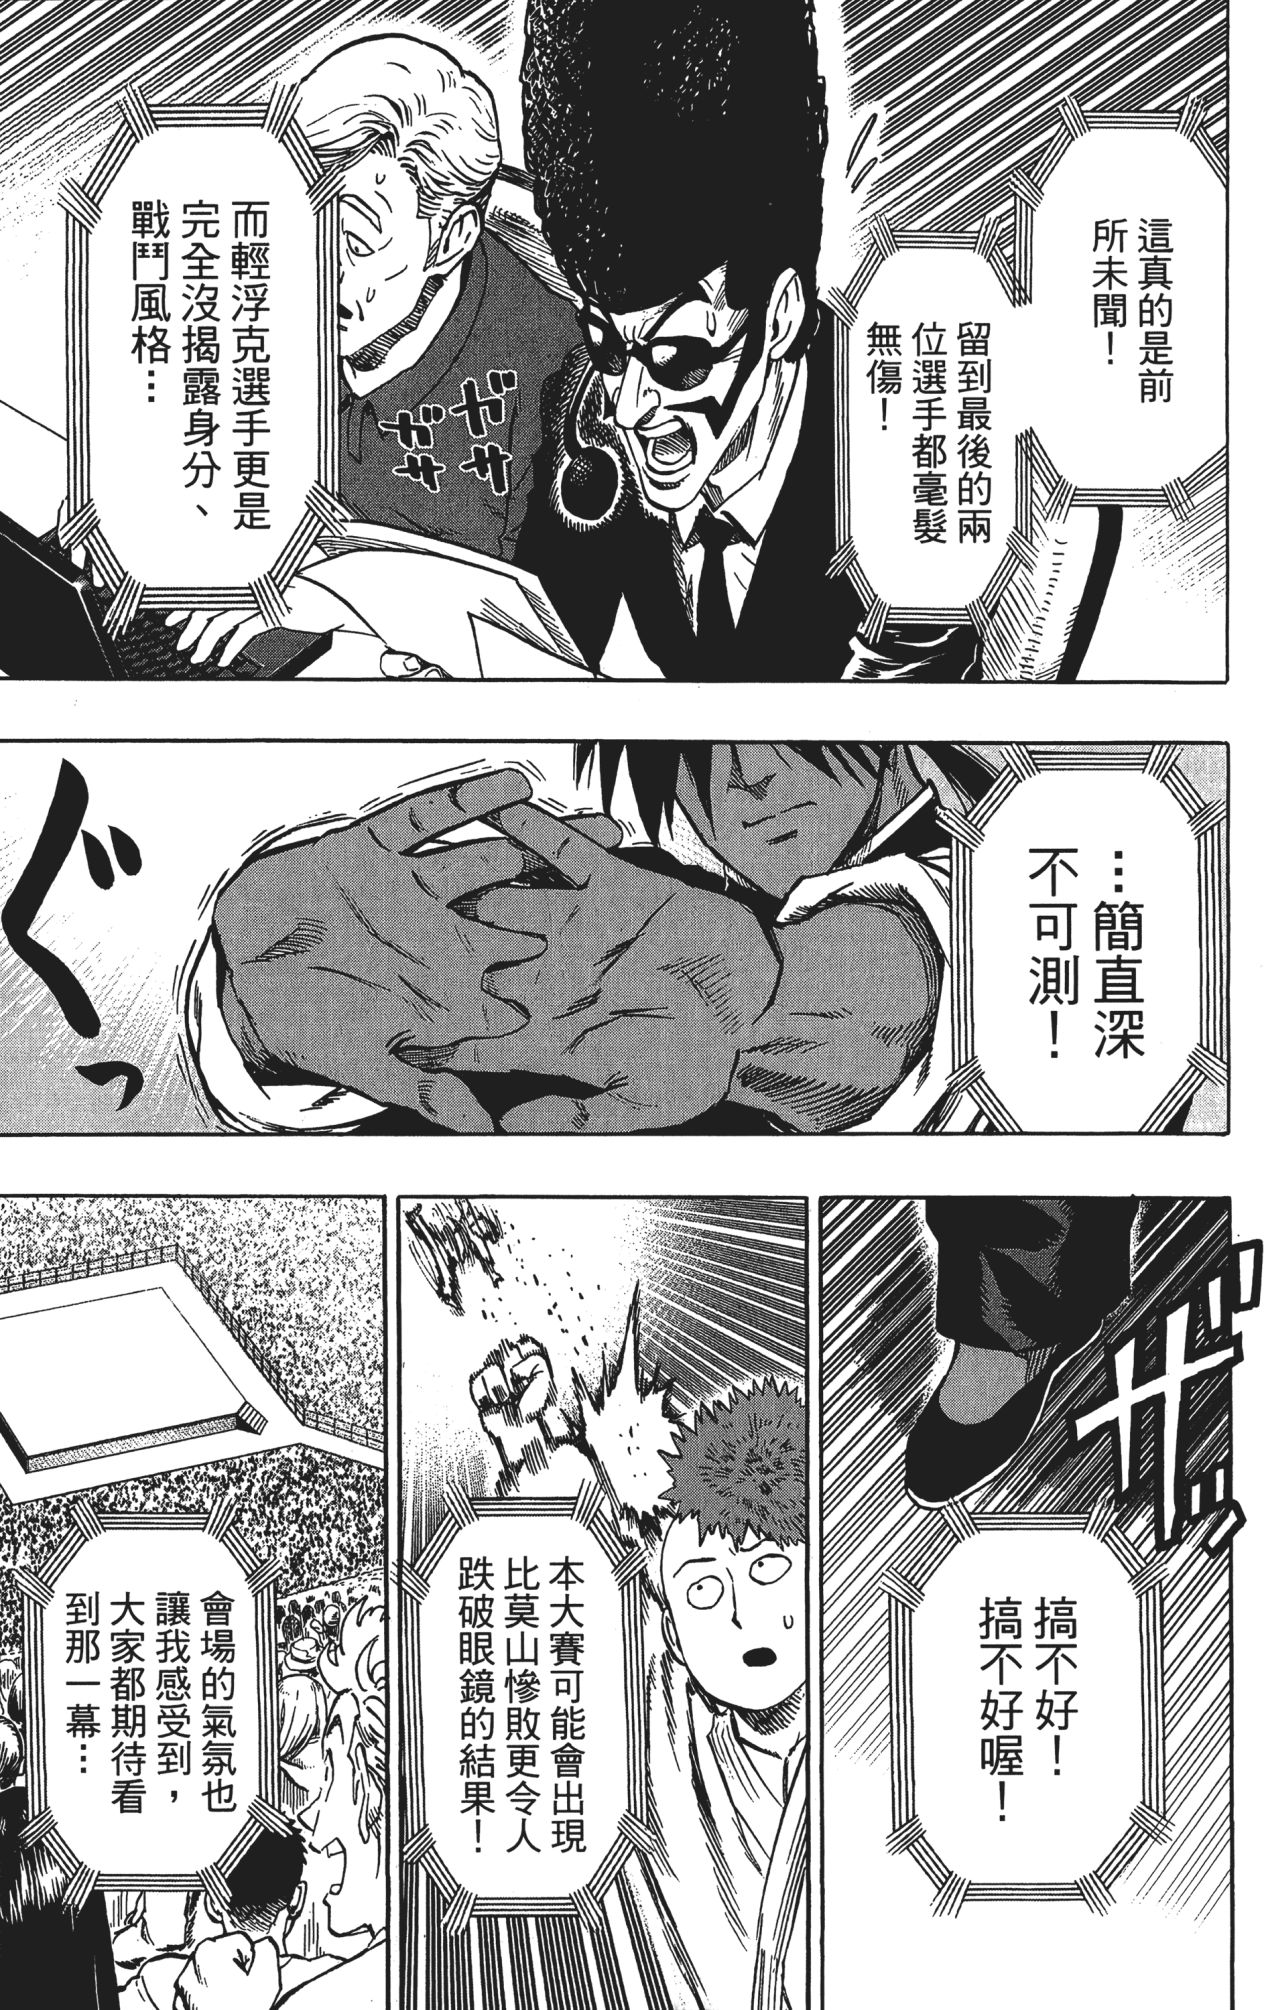 這真的是前
所未聞！
留到最後的兩
位選手都毫髮
無傷！
ガガ
ササ
而輕浮克選手更是
完全沒揭露身分、
戰鬥風格…
…簡直深
不可測！
ぐっ
ザッ
搞不好！
搞不好喔！
本大賽可能會出現
比莫山慘敗更令人
跌破眼鏡的結果！
會場的氣氛也
讓我感受到，
大家都期待看
到那一幕…